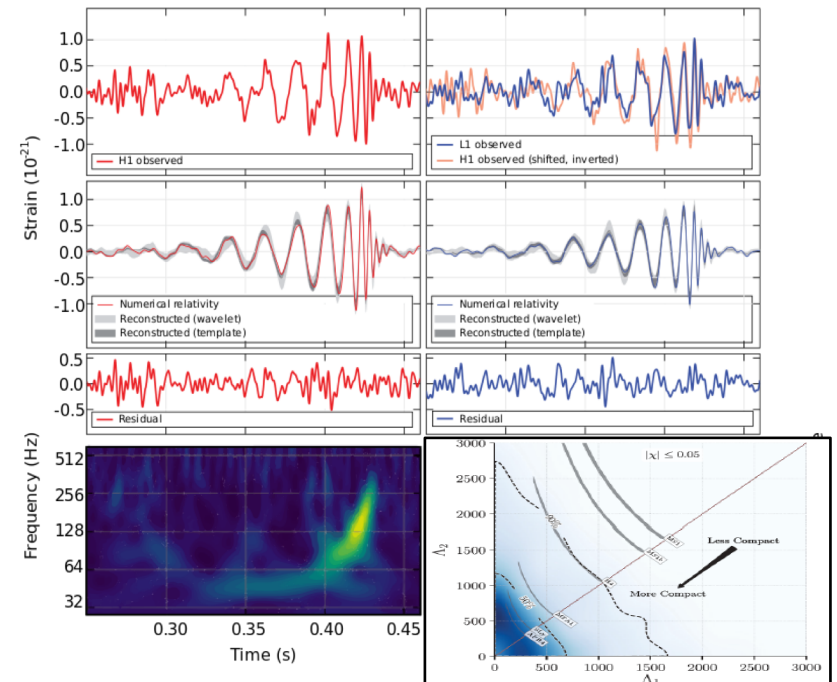 Strain (10⁻²¹)
1.0
0.5
0.0
-0.5
-1.0
H1 observed
L1 observed
H1 observed (shifted, inverted)
1.0
0.5
0.0
-0.5
-1.0
Numerical relativity
Reconstructed (wavelet)
Reconstructed (template)
Numerical relativity
Reconstructed (wavelet)
Reconstructed (template)
0.5
0.0
-0.5
Residual
Residual
Frequency (Hz)
512
256
128
64
32
0.30
0.35
0.40
0.45
Time (s)
3000
2500
2000
1500
1000
500
0
Λ₂
|χ| ≤ 0.05
Less Compact
More Compact
MS1
MS1b
H4
MPA1
0
500
1000
1500
2000
2500
3000